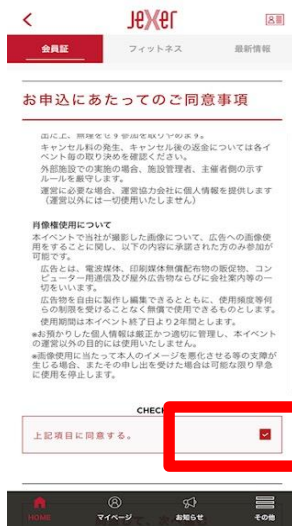 JEXER
会員証 フィットネス 最新情報
お申込にあたってのご同意事項
出た上、無理をせず参加を取りやめます。
キャンセル料の発生、キャンセル後の返金については各イ
ベント毎の取り決めを確認ください。
外部施設での実施の場合、施設管理者、主催者側の示す
ルールを厳守します。
運営に必要な場合、運営協力会社に個人情報を提供します
（運営以外には一切使用いたしません）
肖像権使用について
本イベントで当社が撮影した画像について、広告への画像使
用をすることに関し、以下の内容に承諾された方のみ参加が
可能です。
広告とは、電波媒体、印刷媒体無償配布物の販促物、コン
ピューター用通信及び屋外広告物ならびに会社案内等の一
切をいいます。
広告物を自由に製作し編集できるとともに、使用頻度等何
らの制限を受けることなく無償で使用できるものとします。
使用期間は本イベント終了日より2年間とします。
※お預かりした個人情報は厳正かつ適切に管理し、本イベント
の運営以外の目的には使用いたしません。
※画像使用に当たって本人のイメージを悪化させる等の支障が
生じる場合、またその申し出を受けた場合は可能な限り早急
に使用を停止します。
CHEC
上記項目に同意する。
HOME マイページ お知らせ その他